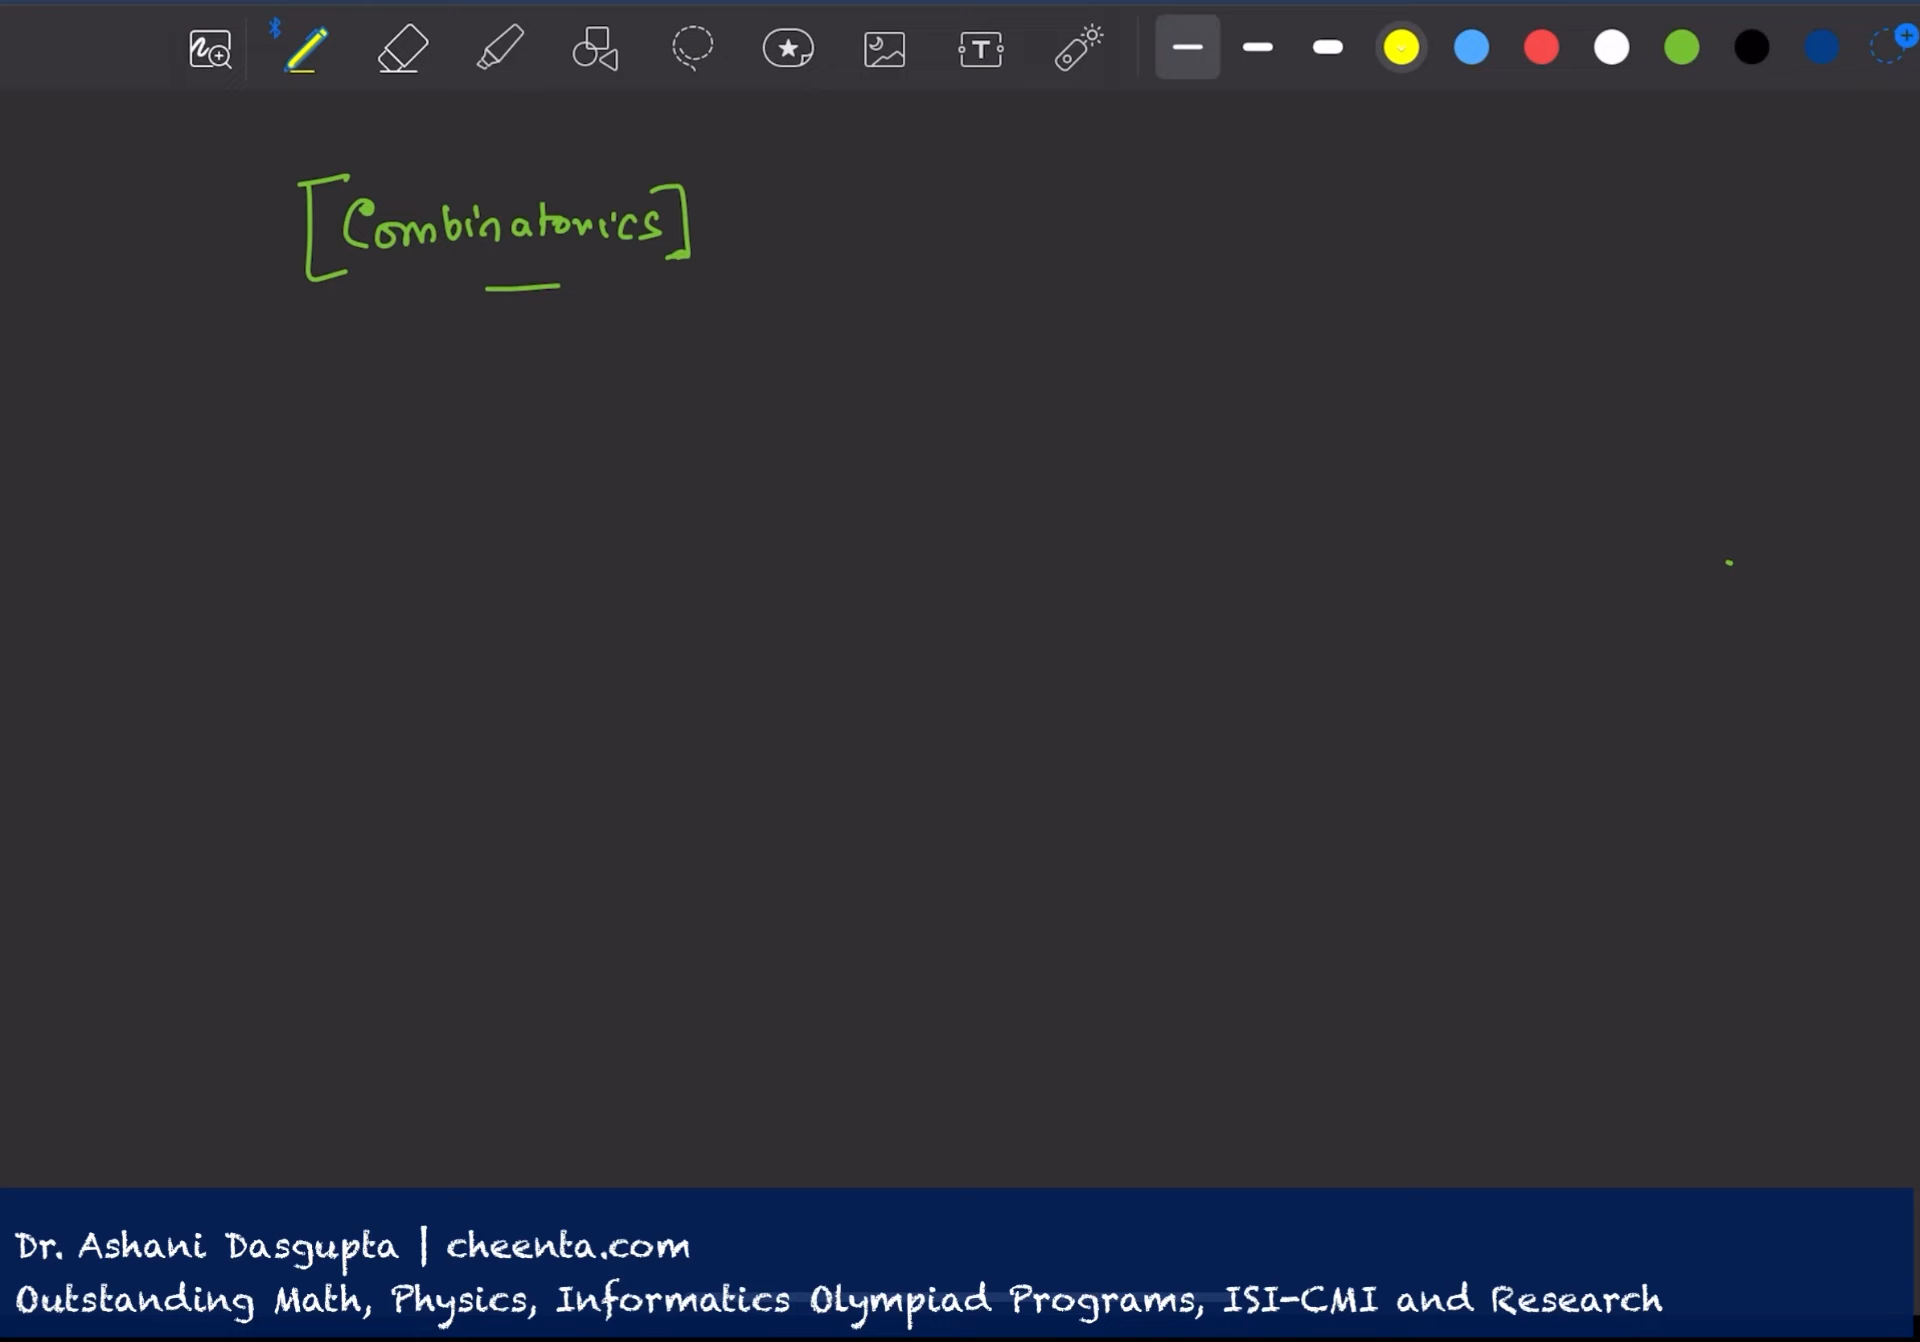 [Combinatorics]
Dr. Ashani Dasgupta | cheenta.com
Outstanding Math, Physics, Informatics Olympiad Programs, ISI-CMI and Research